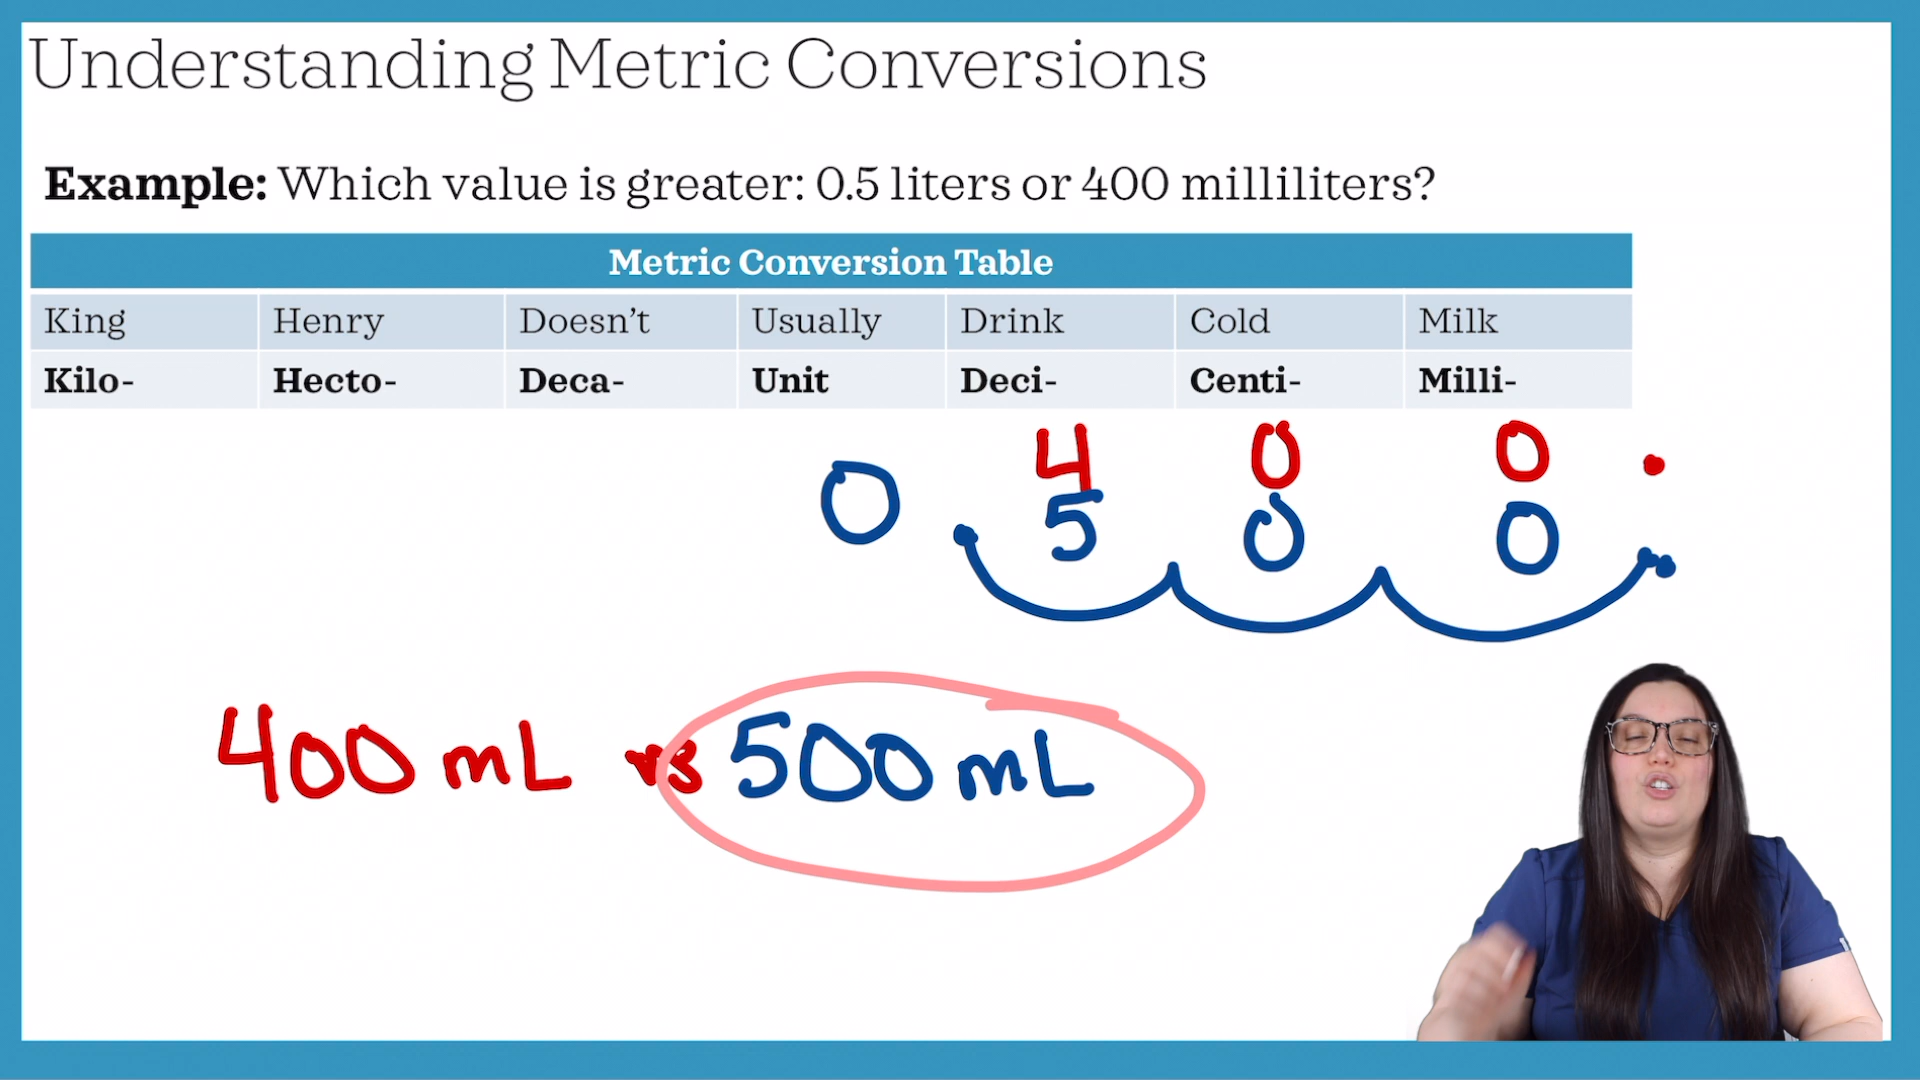 Understanding Metric Conversions
Example: Which value is greater: 0.5 liters or 400 milliliters?
Metric Conversion Table
King Henry Doesn't Usually Drink Cold Milk
Kilo- Hecto- Deca- Unit Deci- Centi- Milli-
4 0 0 .
0 . 5 0 0 .
400 mL vs 500 mL